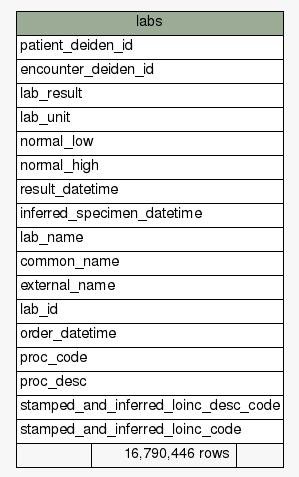 labs
patient_deiden_id
encounter_deiden_id
lab_result
lab_unit
normal_low
normal_high
result_datetime
inferred_specimen_datetime
lab_name
common_name
external_name
lab_id
order_datetime
proc_code
proc_desc
stamped_and_inferred_loinc_desc_code
stamped_and_inferred_loinc_code
16,790,446 rows